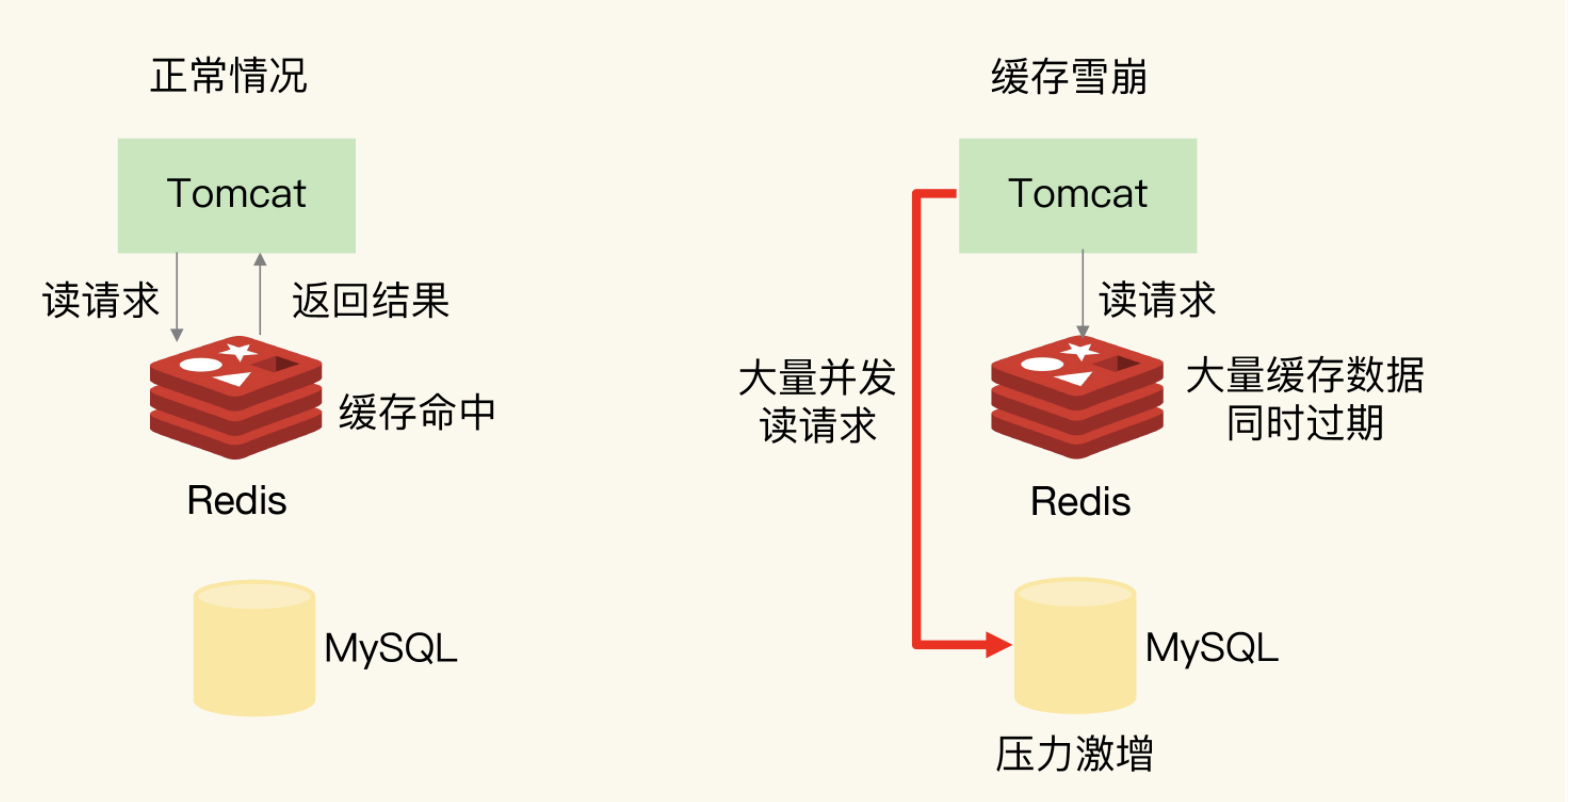 正常情况
Tomcat
读请求
返回结果
缓存命中
Redis
MySQL
缓存雪崩
Tomcat
读请求
大量并发
读请求
大量缓存数据
同时过期
Redis
MySQL
压力激增